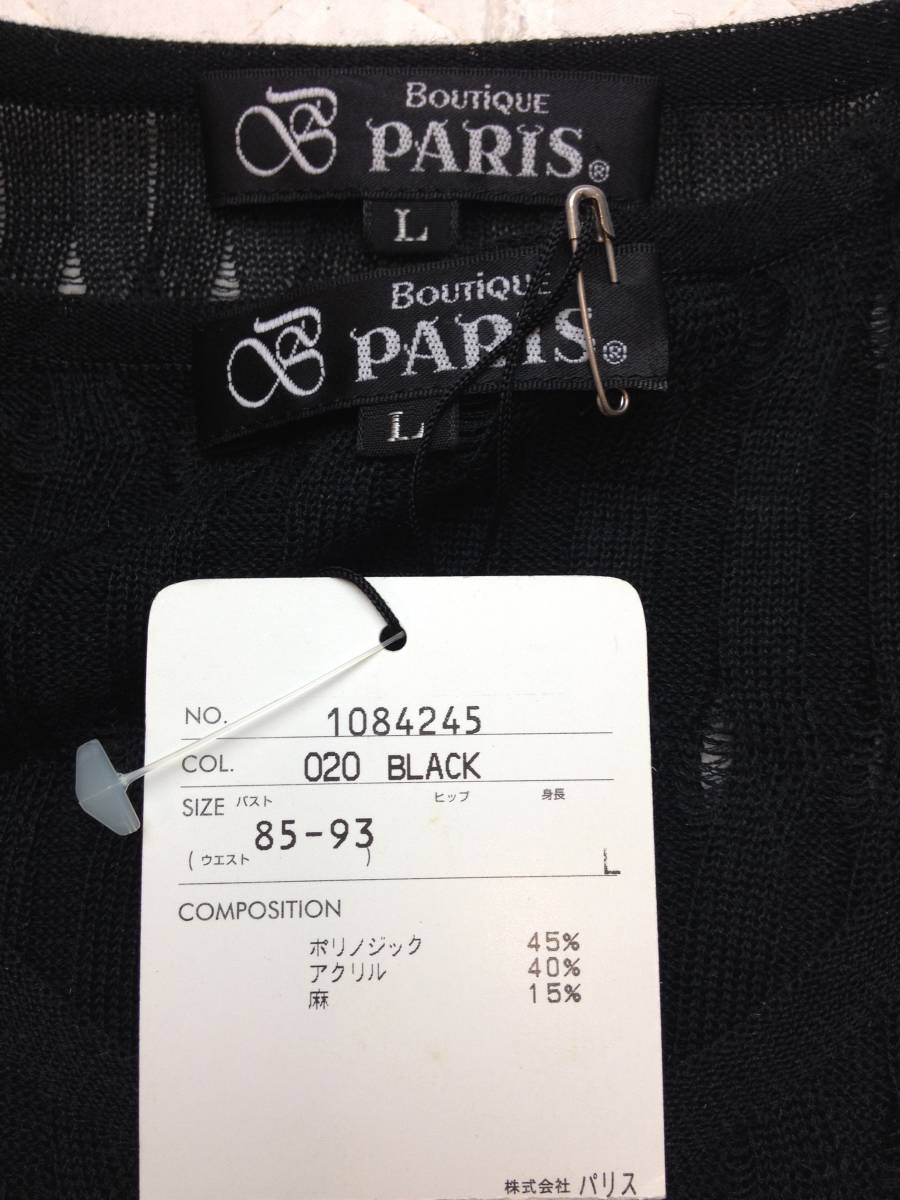 BOUTiQUE
PARIS®
L
BOUTiQUE
PARIS®
L
NO. 1084245
COL. 020 BLACK
SIZE バスト ヒップ 身長
85-93
(ウエスト ) L
COMPOSITION
ポリノジック 45%
アクリル 40%
麻 15%
株式会社 パリス